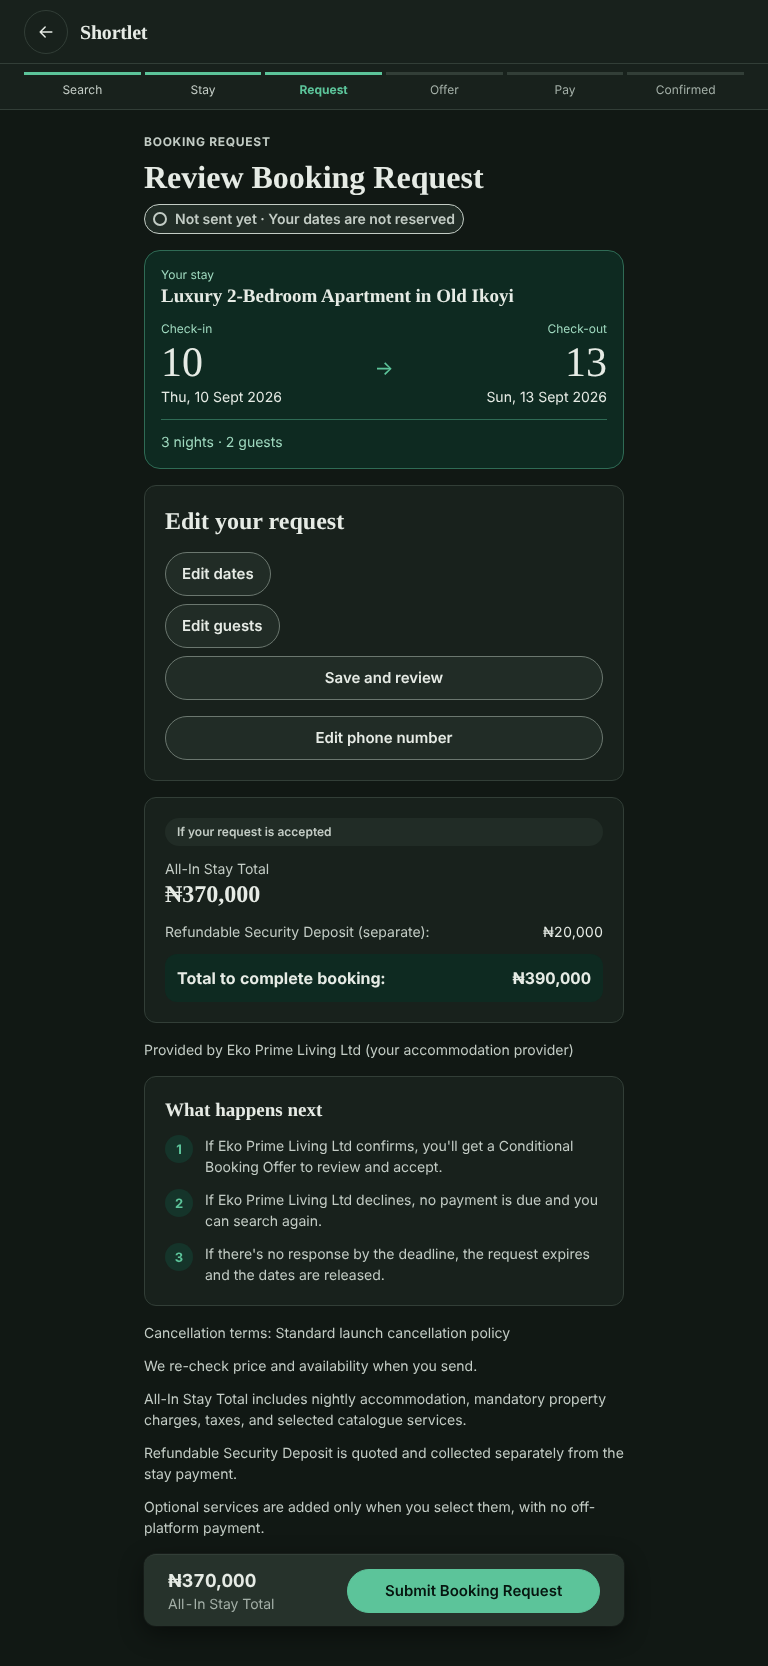 Shortlet
Search
Stay
Request
Offer
Pay
Confirmed
BOOKING REQUEST
Review Booking Request
Not sent yet · Your dates are not reserved
Your stay
Luxury 2-Bedroom Apartment in Old Ikoyi
Check-in
Check-out
10
→
13
Thu, 10 Sept 2026
Sun, 13 Sept 2026
3 nights · 2 guests
Edit your request
Edit dates
Edit guests
Save and review
Edit phone number
If your request is accepted
All-In Stay Total
₦370,000
Refundable Security Deposit (separate):
₦20,000
Total to complete booking:
₦390,000
Provided by Eko Prime Living Ltd (your accommodation provider)
What happens next
1
If Eko Prime Living Ltd confirms, you'll get a Conditional
Booking Offer to review and accept.
2
If Eko Prime Living Ltd declines, no payment is due and you
can search again.
3
If there's no response by the deadline, the request expires
and the dates are released.
Cancellation terms: Standard launch cancellation policy
We re-check price and availability when you send.
All-In Stay Total includes nightly accommodation, mandatory property
charges, taxes, and selected catalogue services.
Refundable Security Deposit is quoted and collected separately from the
stay payment.
Optional services are added only when you select them, with no off-
platform payment.
₦370,000
All-In Stay Total
Submit Booking Request